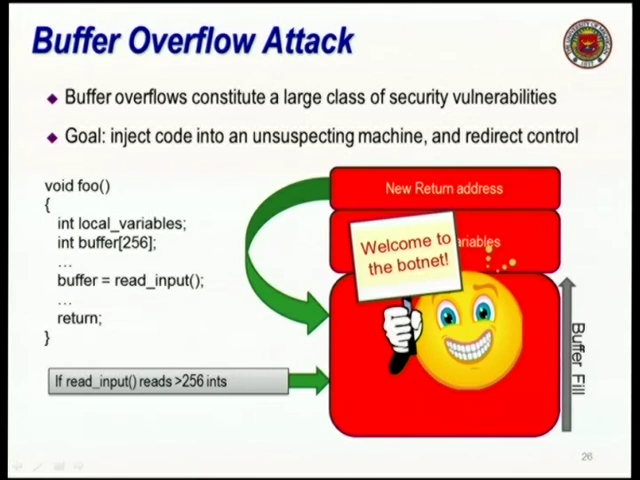 Buffer Overflow Attack
Buffer overflows constitute a large class of security vulnerabilities
Goal: inject code into an unsuspecting machine, and redirect control
void foo()
{
int local_variables;
int buffer[256];
…
buffer = read_input();
…
return;
}
If read_input() reads >256 ints
New Return address
ariables
Welcome to
the botnet!
Buffer Fill
26